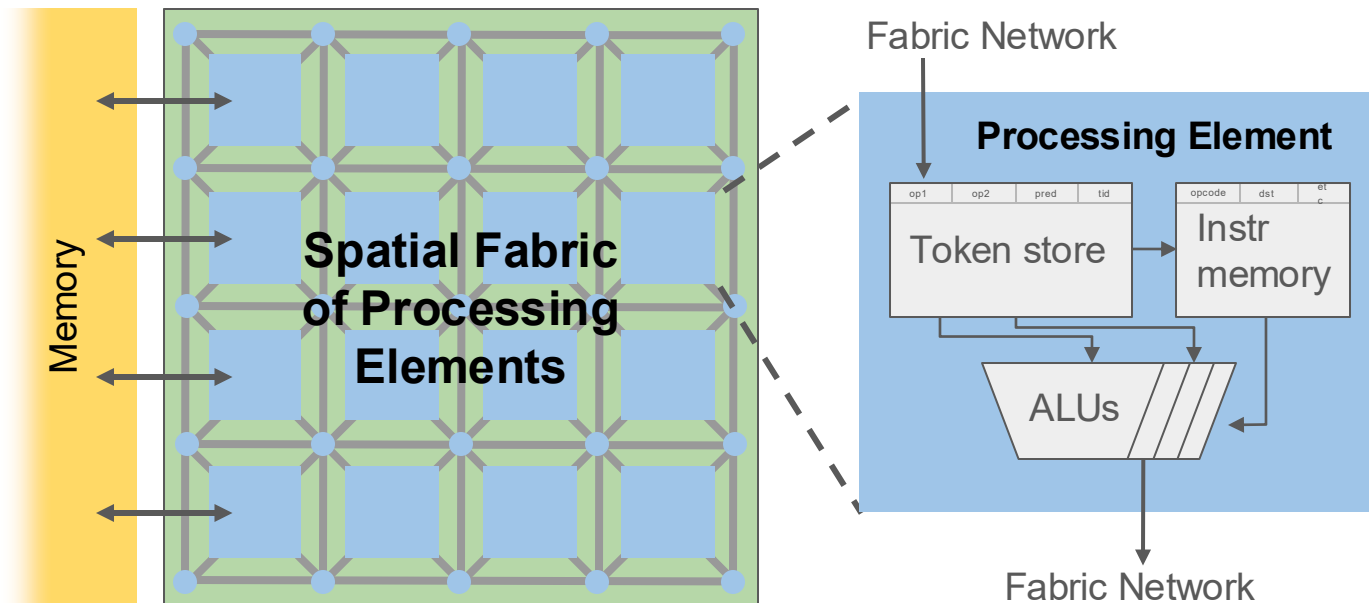 Memory
Spatial Fabric
of Processing
Elements
Fabric Network
Processing Element
op1 op2 pred tid
Token store
opcode dst et
c
Instr
memory
ALUs
Fabric Network